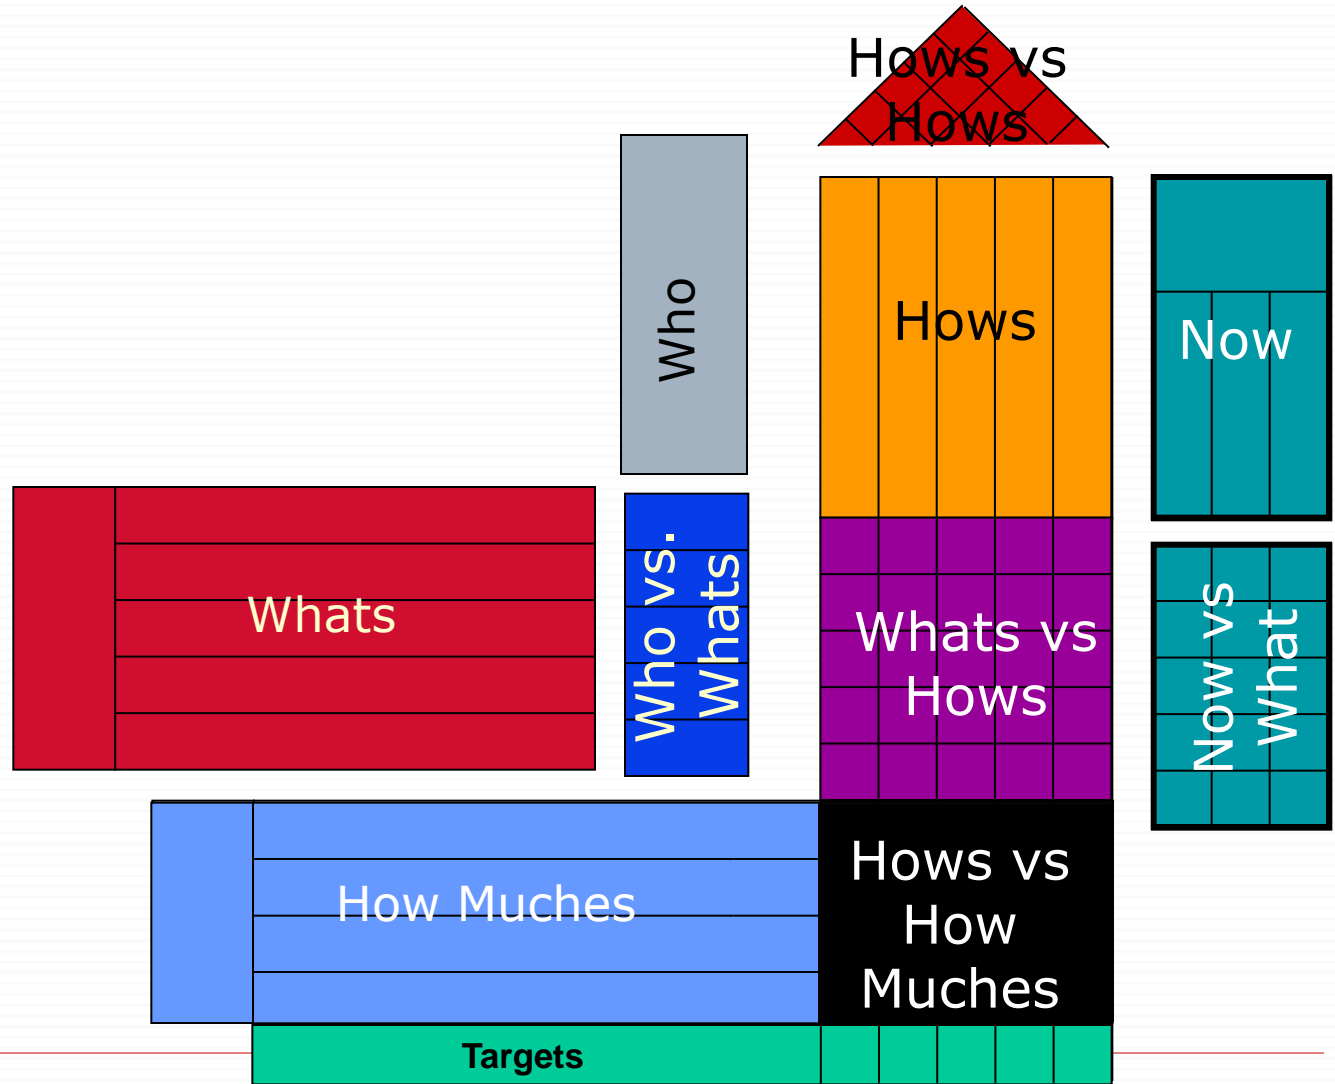 Hows vs
Hows
Who
Hows
Now
Whats
Who vs.
Whats
Whats vs
Hows
Now vs
What
How Muches
Hows vs
How
Muches
Targets